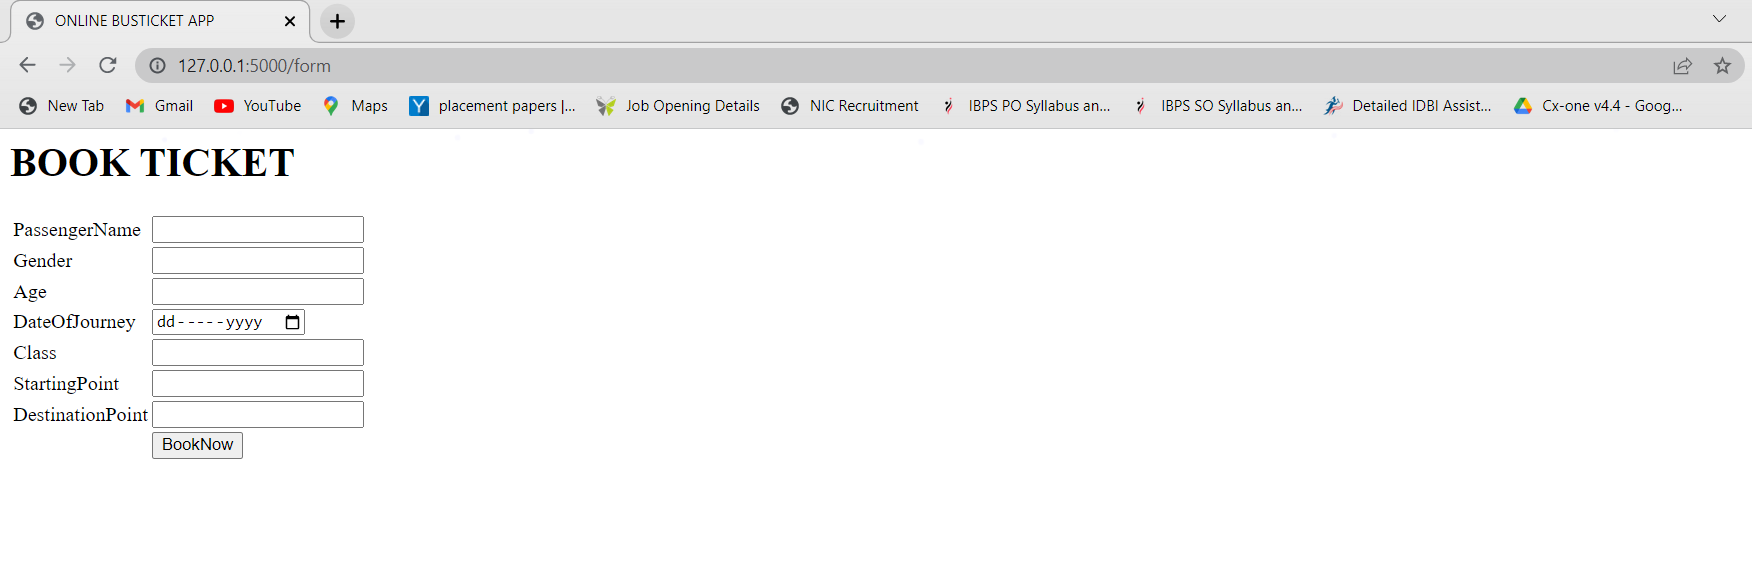 ONLINE BUSTICKET APP
127.0.0.1:5000/form
New Tab Gmail YouTube Maps placement papers |... Job Opening Details NIC Recruitment IBPS PO Syllabus an... IBPS SO Syllabus an... Detailed IDBI Assist... Cx-one v4.4 - Goog...
BOOK TICKET
PassengerName
Gender
Age
DateOfJourney dd-----yyyy
Class
StartingPoint
DestinationPoint
BookNow